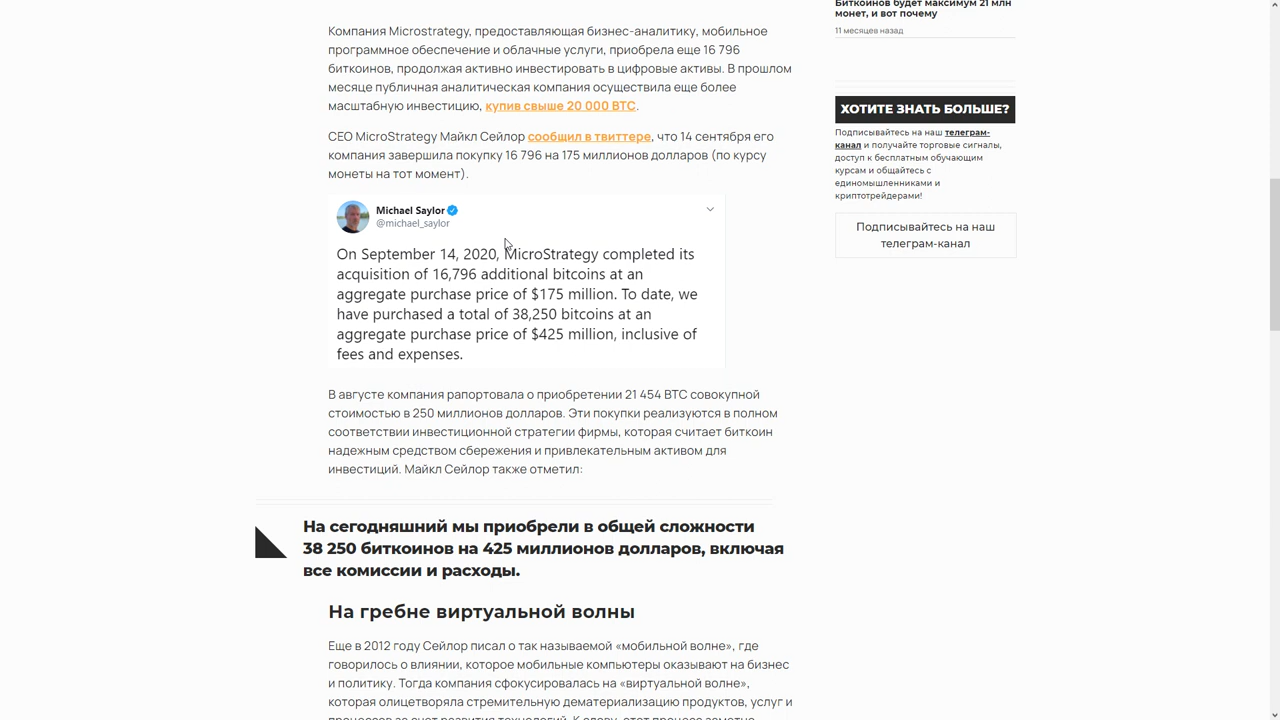 Компания Microstrategy, предоставляющая бизнес-аналитику, мобильное
программное обеспечение и облачные услуги, приобрела еще 16 796
биткоинов, продолжая активно инвестировать в цифровые активы. В прошлом
месяце публичная аналитическая компания осуществила еще более
масштабную инвестицию, купив свыше 20 000 BTC.
CEO MicroStrategy Майкл Сейлор сообщил в твиттере, что 14 сентября его
компания завершила покупку 16 796 на 175 миллионов долларов (по курсу
монеты на тот момент).
Michael Saylor
@michael_saylor
On September 14, 2020, MicroStrategy completed its
acquisition of 16,796 additional bitcoins at an
aggregate purchase price of $175 million. To date, we
have purchased a total of 38,250 bitcoins at an
aggregate purchase price of $425 million, inclusive of
fees and expenses.
В августе компания рапортовала о приобретении 21 454 BTC совокупной
стоимостью в 250 миллионов долларов. Эти покупки реализуются в полном
соответствии инвестиционной стратегии фирмы, которая считает биткоин
надежным средством сбережения и привлекательным активом для
инвестиций. Майкл Сейлор также отметил:
На сегодняшний мы приобрели в общей сложности
38 250 биткоинов на 425 миллионов долларов, включая
все комиссии и расходы.
На гребне виртуальной волны
Еще в 2012 году Сейлор писал о так называемой «мобильной волне», где
говорилось о влиянии, которое мобильные компьютеры оказывают на бизнес
и политику. Тогда компания сфокусировалась на «виртуальной волне»,
которая олицетворяла стремительную дематериализацию продуктов, услуг и
Биткоинов будет максимум 21 млн
монет, и вот почему
11 месяцев назад
ХОТИТЕ ЗНАТЬ БОЛЬШЕ?
Подписывайтесь на наш телеграм-
канал и получайте торговые сигналы,
доступ к бесплатным обучающим
курсам и общайтесь с
единомышленниками и
криптотрейдерами!
Подписывайтесь на наш
телеграм-канал